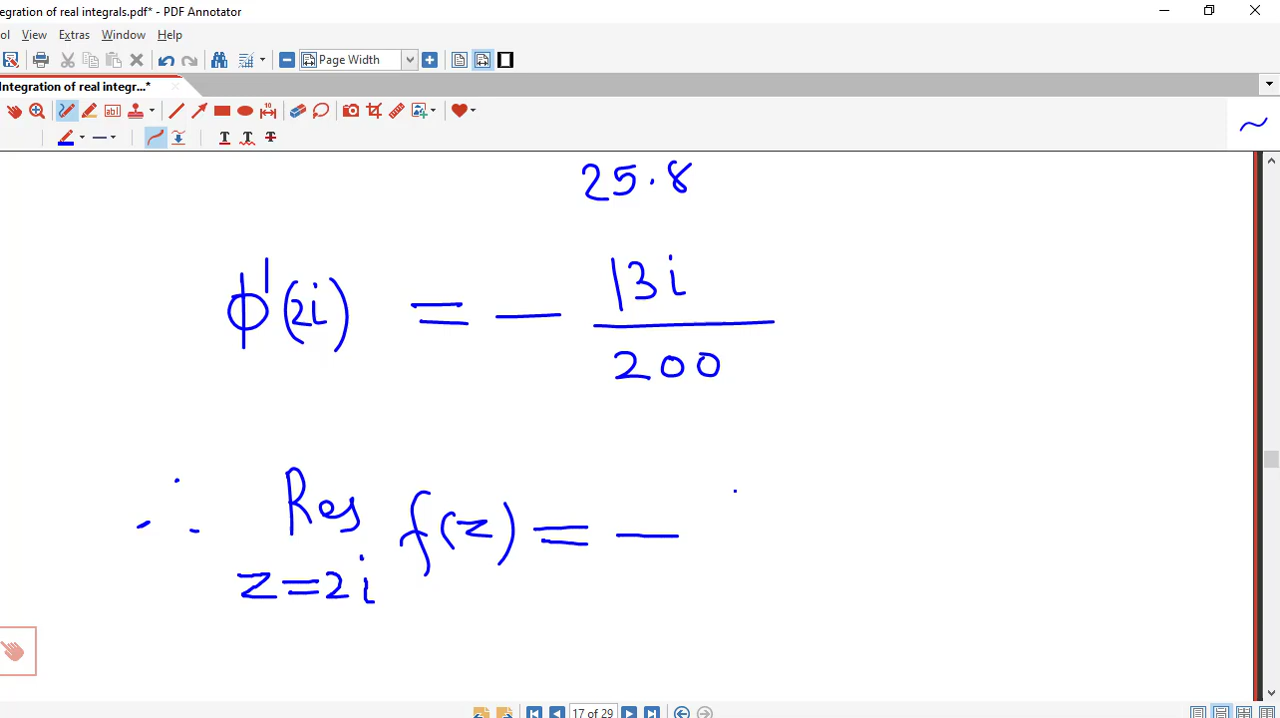 egration of real integrals.pdf* - PDF Annotator
ol View Extras Window Help
Page Width
Integration of real integr...*
25.8
ϕ'(2i) = - 13i / 200
∴ Res f(z) = —
z=2i
17 of 29